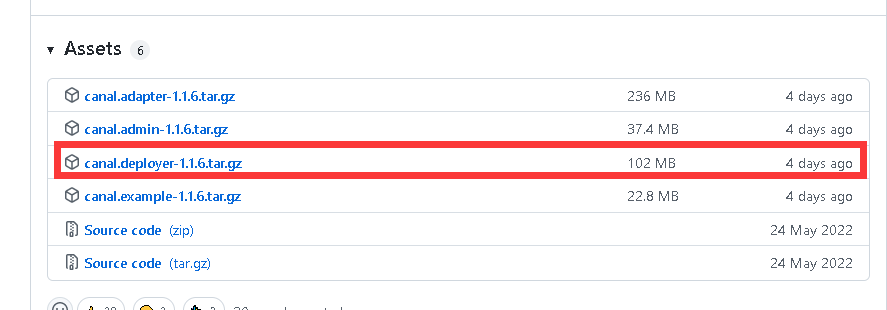 Assets 6
canal.adapter-1.1.6.tar.gz 236 MB 4 days ago
canal.admin-1.1.6.tar.gz 37.4 MB 4 days ago
canal.deployer-1.1.6.tar.gz 102 MB 4 days ago
canal.example-1.1.6.tar.gz 22.8 MB 4 days ago
Source code (zip) 24 May 2022
Source code (tar.gz) 24 May 2022